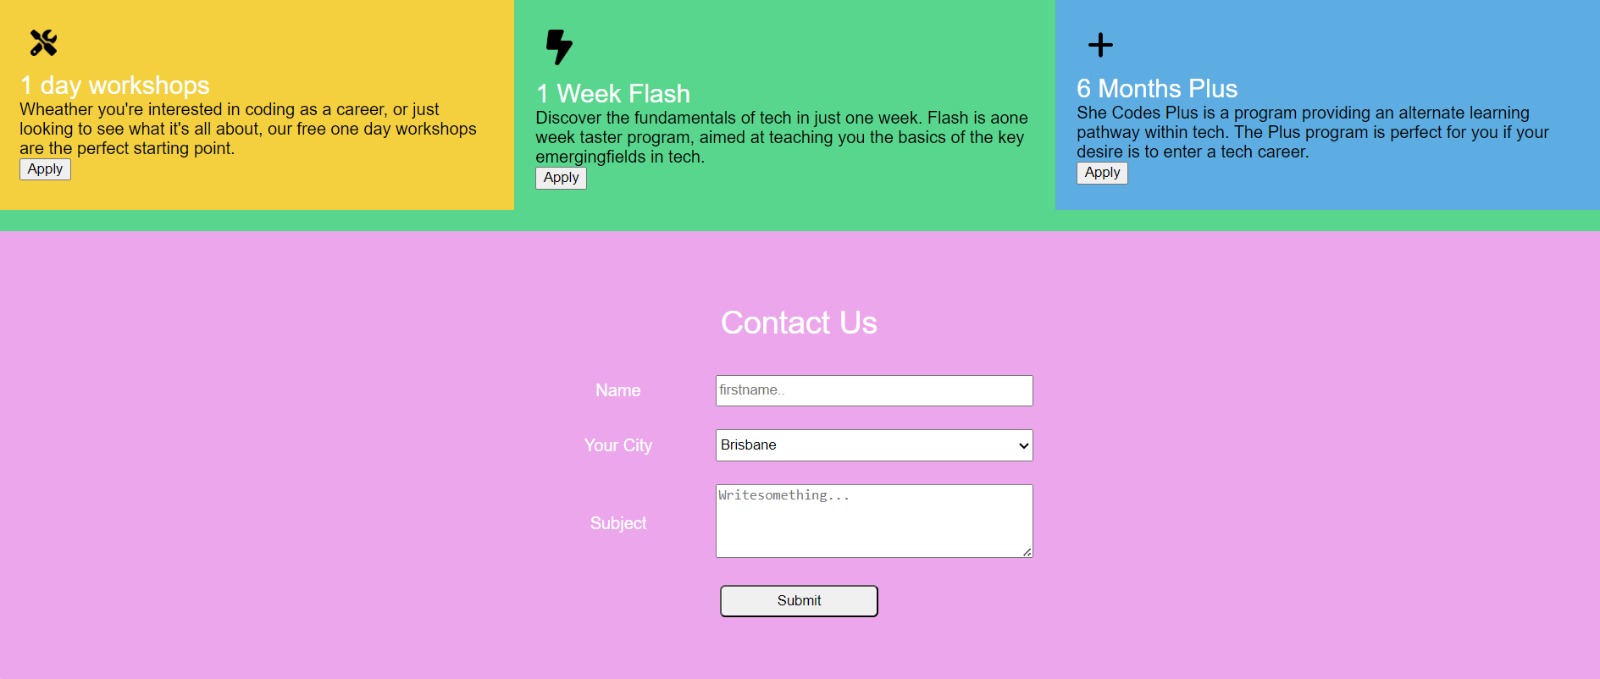 1 day workshops
Wheather you're interested in coding as a career, or just
looking to see what it's all about, our free one day workshops
are the perfect starting point.
Apply
1 Week Flash
Discover the fundamentals of tech in just one week. Flash is aone
week taster program, aimed at teaching you the basics of the key
emergingfields in tech.
Apply
6 Months Plus
She Codes Plus is a program providing an alternate learning
pathway within tech. The Plus program is perfect for you if your
desire is to enter a tech career.
Apply
Contact Us
Name
firstname..
Your City
Brisbane
Subject
Writesomething...
Submit